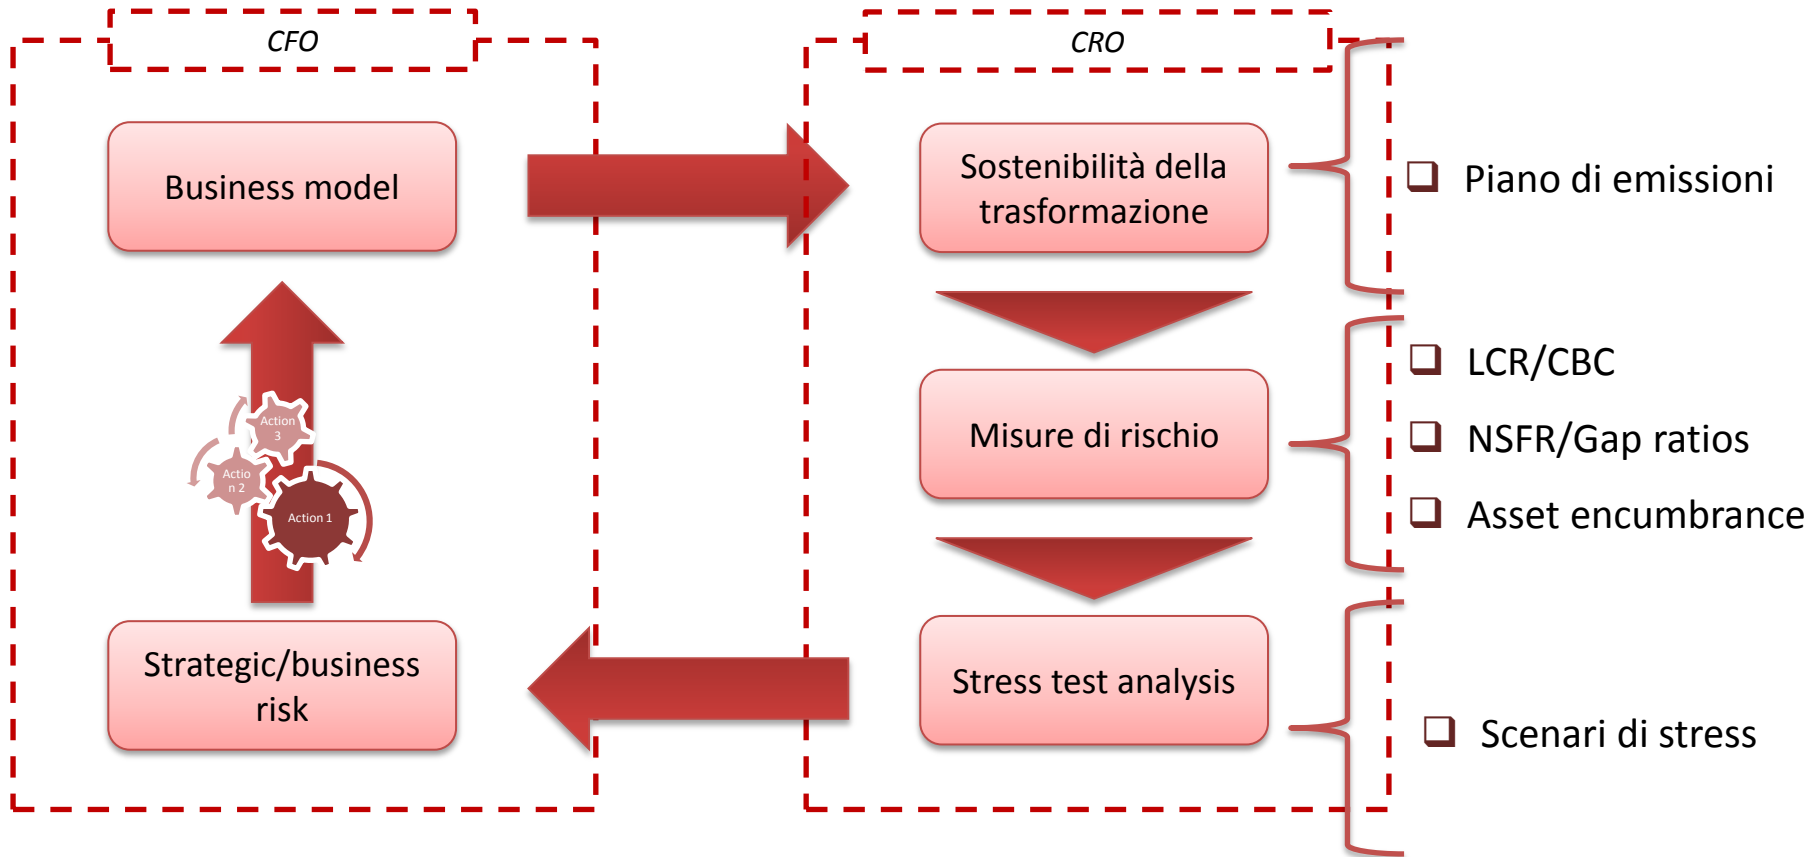 CFO
CRO
Business model
Sostenibilità della
trasformazione
Piano di emissioni
Action
3
Actio
n 2
Action 1
Misure di rischio
LCR/CBC
NSFR/Gap ratios
Asset encumbrance
Strategic/business
risk
Stress test analysis
Scenari di stress